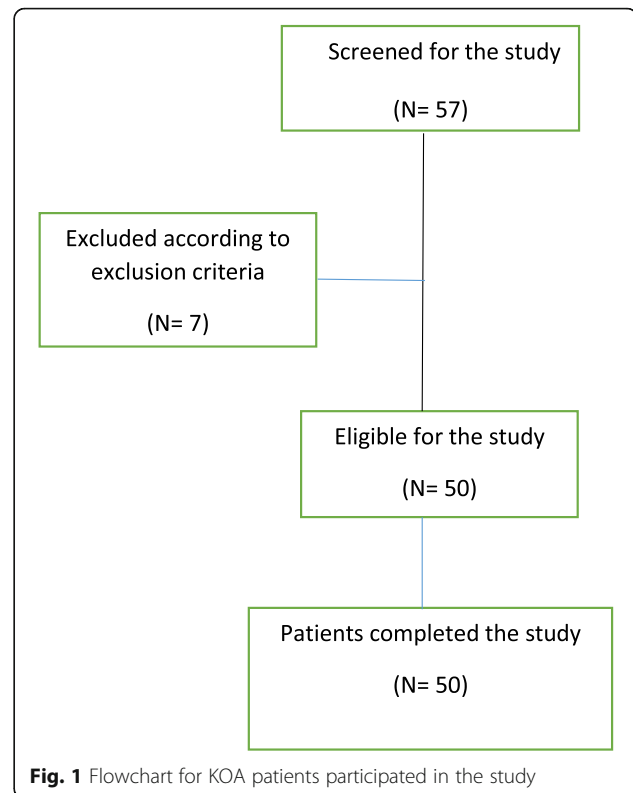 Screened for the study
(N= 57)
Excluded according to
exclusion criteria
(N= 7)
Eligible for the study
(N= 50)
Patients completed the study
(N= 50)
Fig. 1 Flowchart for KOA patients participated in the study